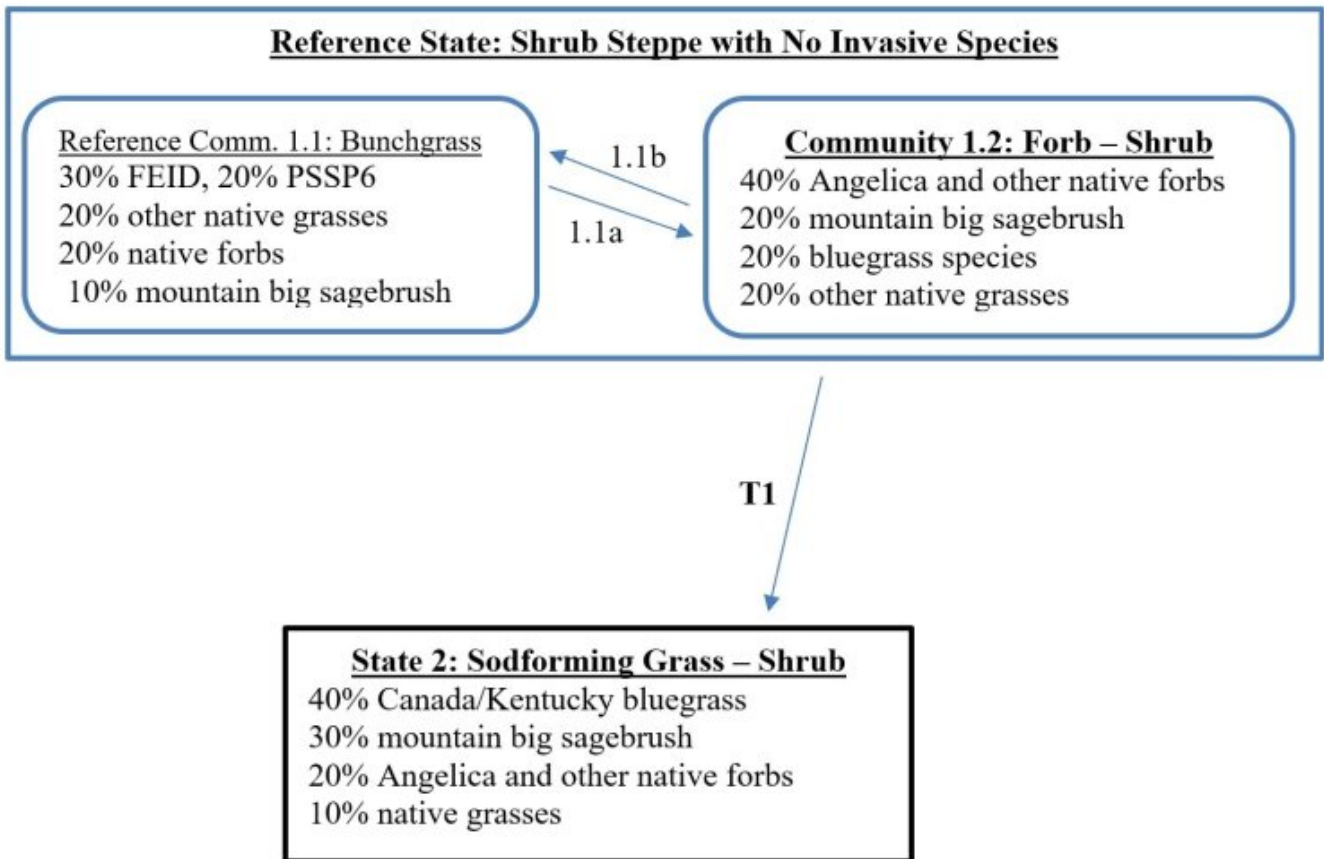 Reference State: Shrub Steppe with No Invasive Species
Reference Comm. 1.1: Bunchgrass
30% FEID, 20% PSSP6
20% other native grasses
20% native forbs
10% mountain big sagebrush
1.1b
1.1a
Community 1.2: Forb – Shrub
40% Angelica and other native forbs
20% mountain big sagebrush
20% bluegrass species
20% other native grasses
T1
State 2: Sodforming Grass – Shrub
40% Canada/Kentucky bluegrass
30% mountain big sagebrush
20% Angelica and other native forbs
10% native grasses